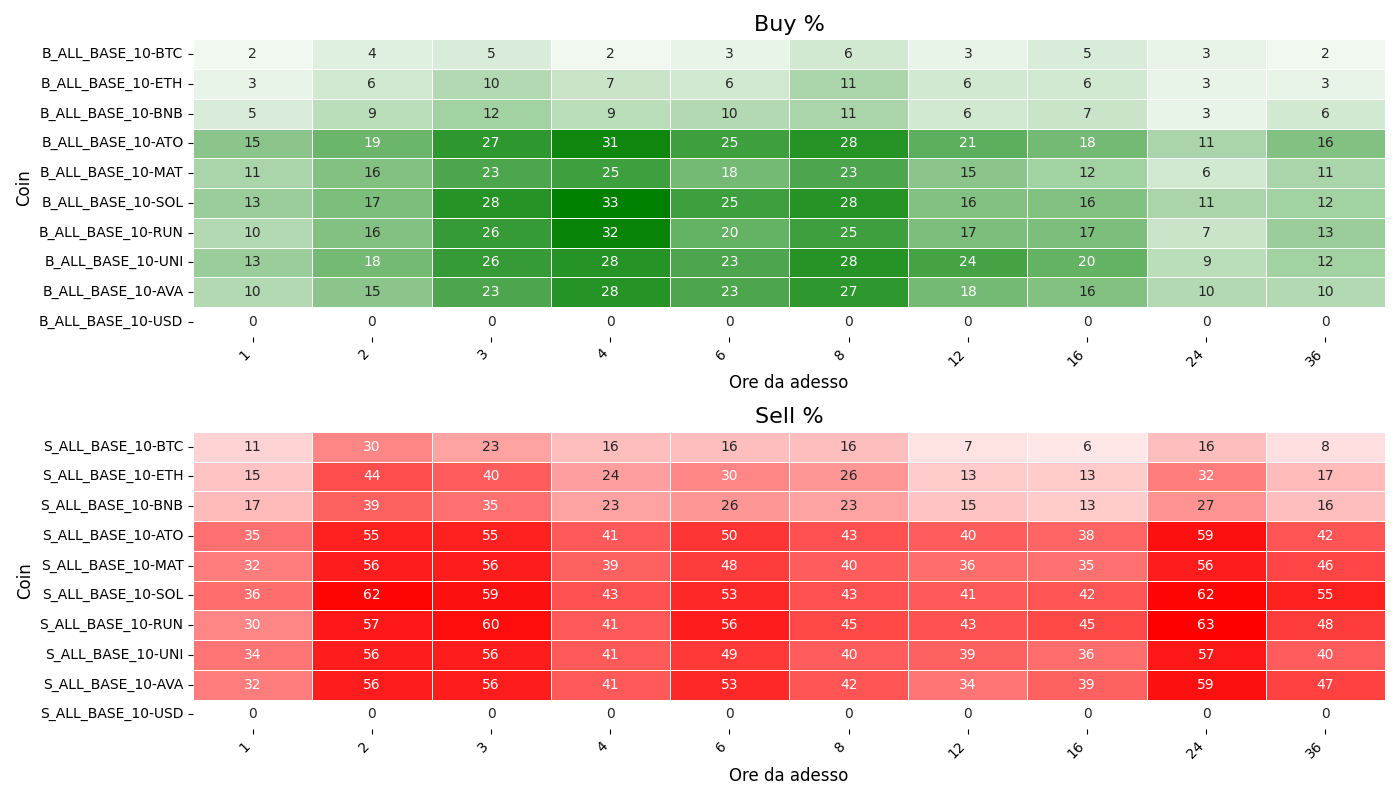 Buy %
Coin
B_ALL_BASE_10-BTC 2 4 5 2 3 6 3 5 3 2
B_ALL_BASE_10-ETH 3 6 10 7 6 11 6 6 3 3
B_ALL_BASE_10-BNB 5 9 12 9 10 11 6 7 3 6
B_ALL_BASE_10-ATO 15 19 27 31 25 28 21 18 11 16
B_ALL_BASE_10-MAT 11 16 23 25 18 23 15 12 6 11
B_ALL_BASE_10-SOL 13 17 28 33 25 28 16 16 11 12
B_ALL_BASE_10-RUN 10 16 26 32 20 25 17 17 7 13
B_ALL_BASE_10-UNI 13 18 26 28 23 28 24 20 9 12
B_ALL_BASE_10-AVA 10 15 23 28 23 27 18 16 10 10
B_ALL_BASE_10-USD 0 0 0 0 0 0 0 0 0 0
1 2 3 4 6 8 12 16 24 36
Ore da adesso
Sell %
Coin
S_ALL_BASE_10-BTC 11 30 23 16 16 16 7 6 16 8
S_ALL_BASE_10-ETH 15 44 40 24 30 26 13 13 32 17
S_ALL_BASE_10-BNB 17 39 35 23 26 23 15 13 27 16
S_ALL_BASE_10-ATO 35 55 55 41 50 43 40 38 59 42
S_ALL_BASE_10-MAT 32 56 56 39 48 40 36 35 56 46
S_ALL_BASE_10-SOL 36 62 59 43 53 43 41 42 62 55
S_ALL_BASE_10-RUN 30 57 60 41 56 45 43 45 63 48
S_ALL_BASE_10-UNI 34 56 56 41 49 40 39 36 57 40
S_ALL_BASE_10-AVA 32 56 56 41 53 42 34 39 59 47
S_ALL_BASE_10-USD 0 0 0 0 0 0 0 0 0 0
1 2 3 4 6 8 12 16 24 36
Ore da adesso